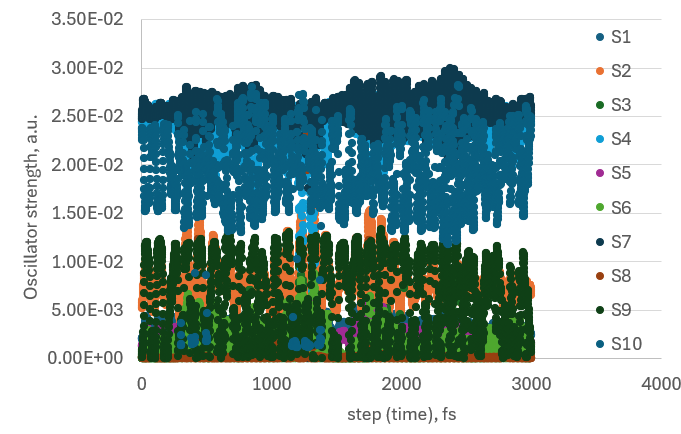 3.50E-02
3.00E-02
2.50E-02
2.00E-02
1.50E-02
1.00E-02
5.00E-03
0.00E+00
Oscillator strength, a.u.
0 1000 2000 3000 4000
step (time), fs
S1
S2
S3
S4
S5
S6
S7
S8
S9
S10